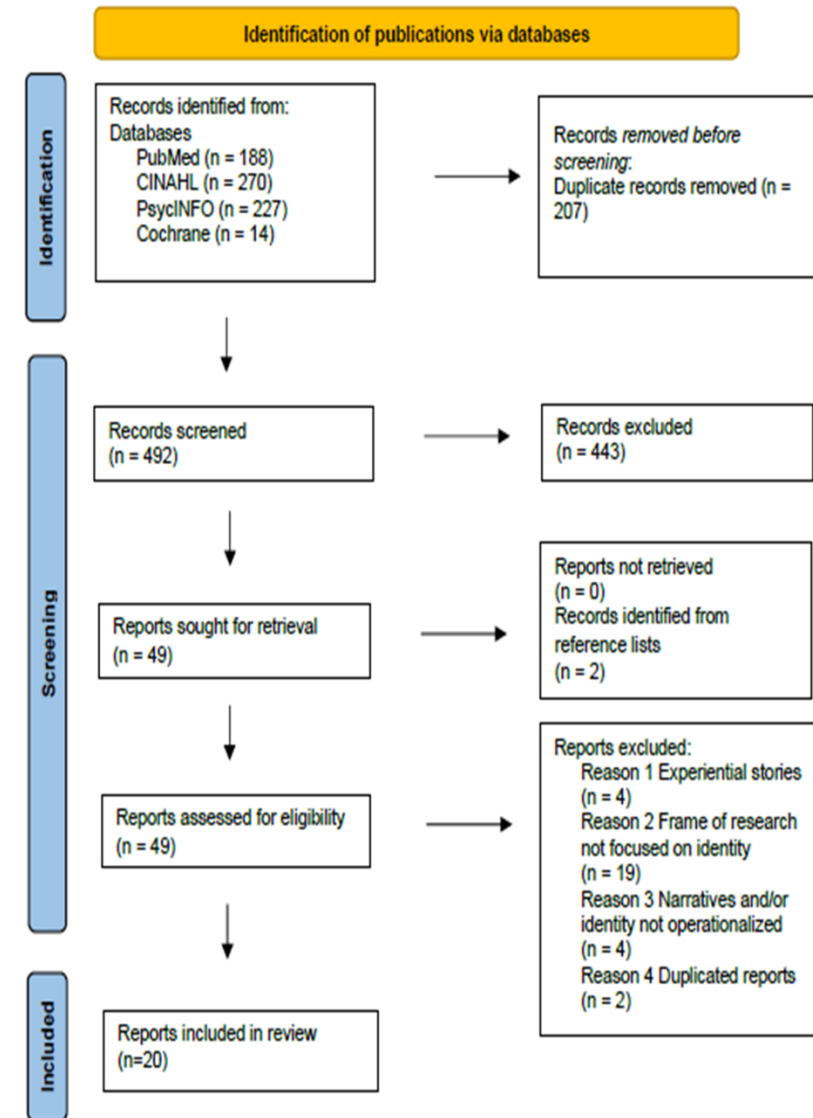 Identification of publications via databases
Identification
Records identified from:
Databases
PubMed (n = 188)
CINAHL (n = 270)
PsycINFO (n = 227)
Cochrane (n = 14)
Records removed before
screening:
Duplicate records removed (n =
207)
Screening
Records screened
(n = 492)
Records excluded
(n = 443)
Reports sought for retrieval
(n = 49)
Reports not retrieved
(n = 0)
Records identified from
reference lists
(n = 2)
Reports assessed for eligibility
(n = 49)
Reports excluded:
Reason 1 Experiential stories
(n = 4)
Reason 2 Frame of research
not focused on identity
(n = 19)
Reason 3 Narratives and/or
identity not operationalized
(n = 4)
Reason 4 Duplicated reports
(n = 2)
Included
Reports included in review
(n=20)